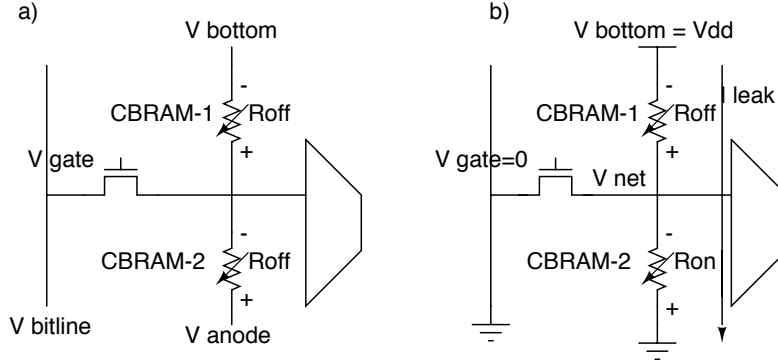 a)
V bottom
-
CBRAM-1 Roff
+
V gate
-
CBRAM-2 Roff
+
V bitline
V anode
b)
V bottom = Vdd
-
I leak
CBRAM-1 Roff
+
V gate=0
V net
-
CBRAM-2 Ron
+